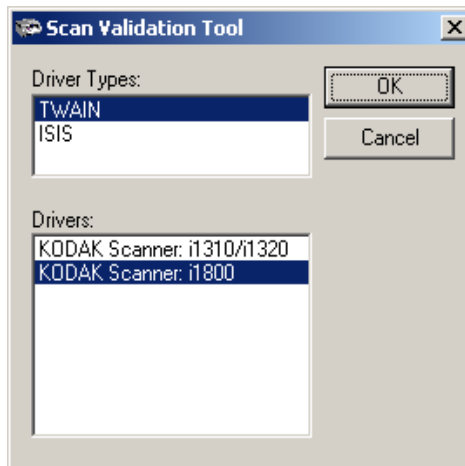 Scan Validation Tool
Driver Types:
TWAIN
ISIS
OK
Cancel
Drivers:
KODAK Scanner: i1310/i1320
KODAK Scanner: i1800